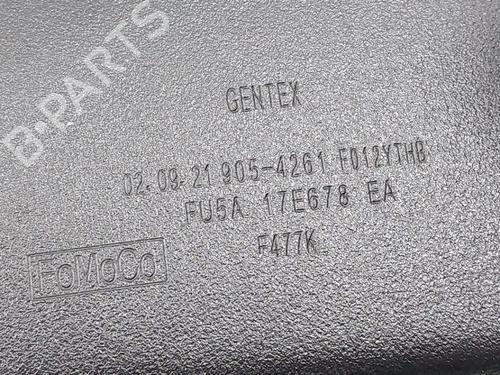 B-PARTS
GENTEX
02.09.21 905-4261 F012YTHB
FU5A 17E678 EA
F477K
FoMoCo